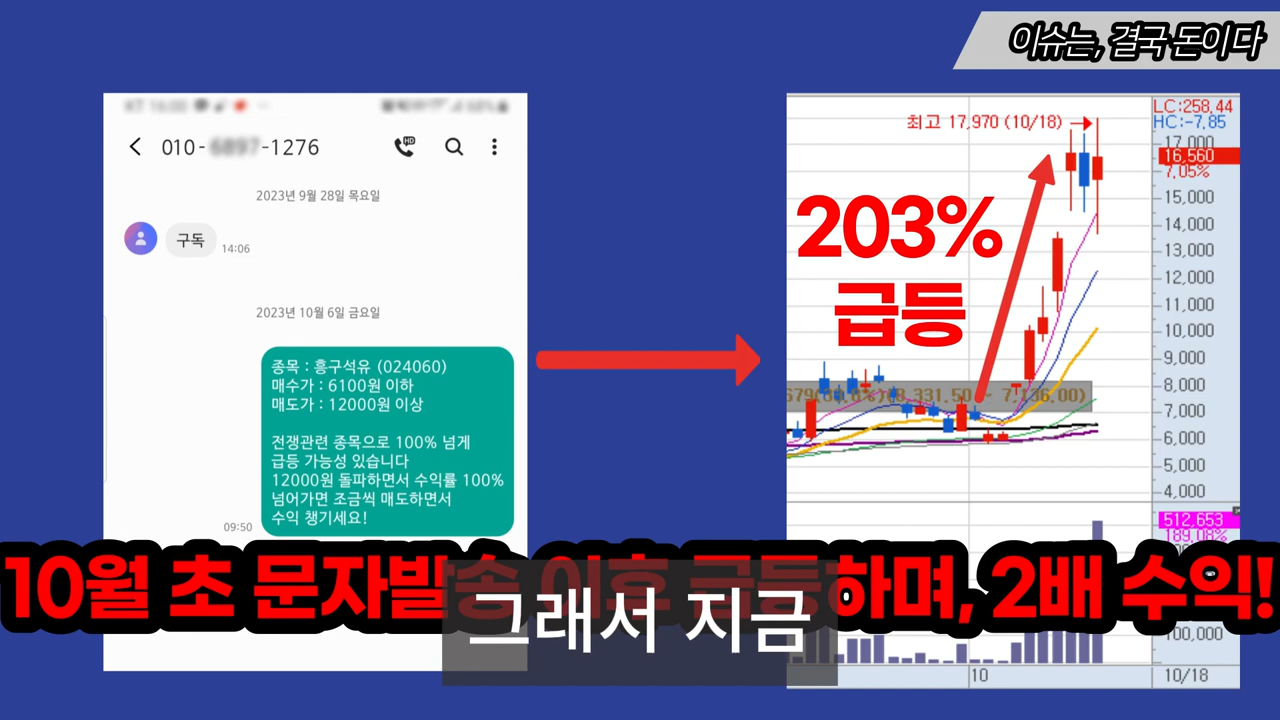 이슈는, 결국 돈이다
010- -1276
2023년 9월 28일 목요일
구독
14:06
2023년 10월 6일 금요일
종목 : 흥구석유 (024060)
매수가 : 6100원 이하
매도가 : 12000원 이상
전쟁관련 종목으로 100% 넘게
급등 가능성 있습니다
12000원 돌파하면서 수익률 100%
넘어가면 조금씩 매도하면서
수익 챙기세요!
09:50
최고 17,970 (10/18)
LC:258.44
HC:-7.85
17,000
16,560
7.05%
15,000
14,000
13,000
12,000
11,000
10,000
9,000
8,000
7,000
6,000
5,000
4,000
203%
급등
331.50 ~ 7,136.00)
512,653
189.08%
100,000
10
10/18
10월 초 문자발송 이후 급등하며, 2배 수익!
그래서 지금